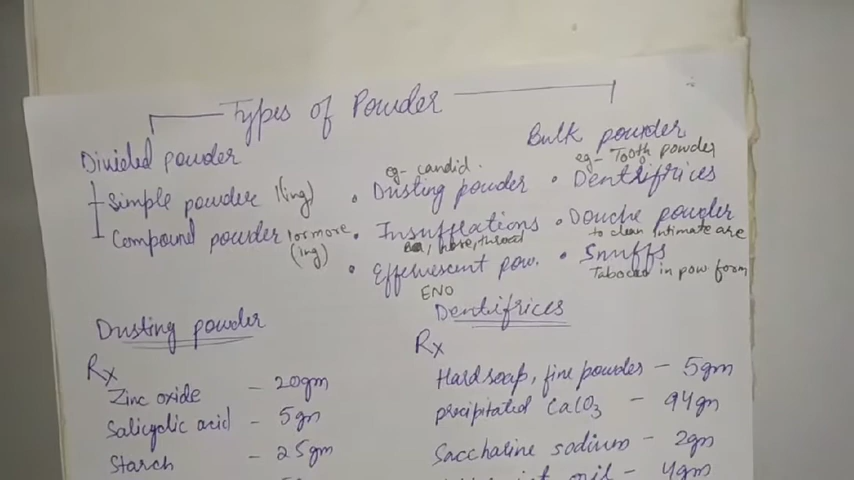 Types of Powder
Divided powder
Simple powder 1(ing)
Compound powder 1 or more (ing)
Bulk powder
eg- candid.
• Dusting powder
• Insufflations
ear, nose, throat
• Effervescent pow.
ENO
eg- Tooth powder
• Dentrifrices
• Douche powder
to clean intimate are
• Snuffs
in pow form
Dusting powder
Rx
Zinc oxide - 20gm
Salicylic acid - 5gm
Starch - 25gm
Dentifrices
Rx
Hard soap, fine powder - 5gm
precipitated CaCO3 - 94gm
Saccharine sodium - 2gm
oil - 4gm